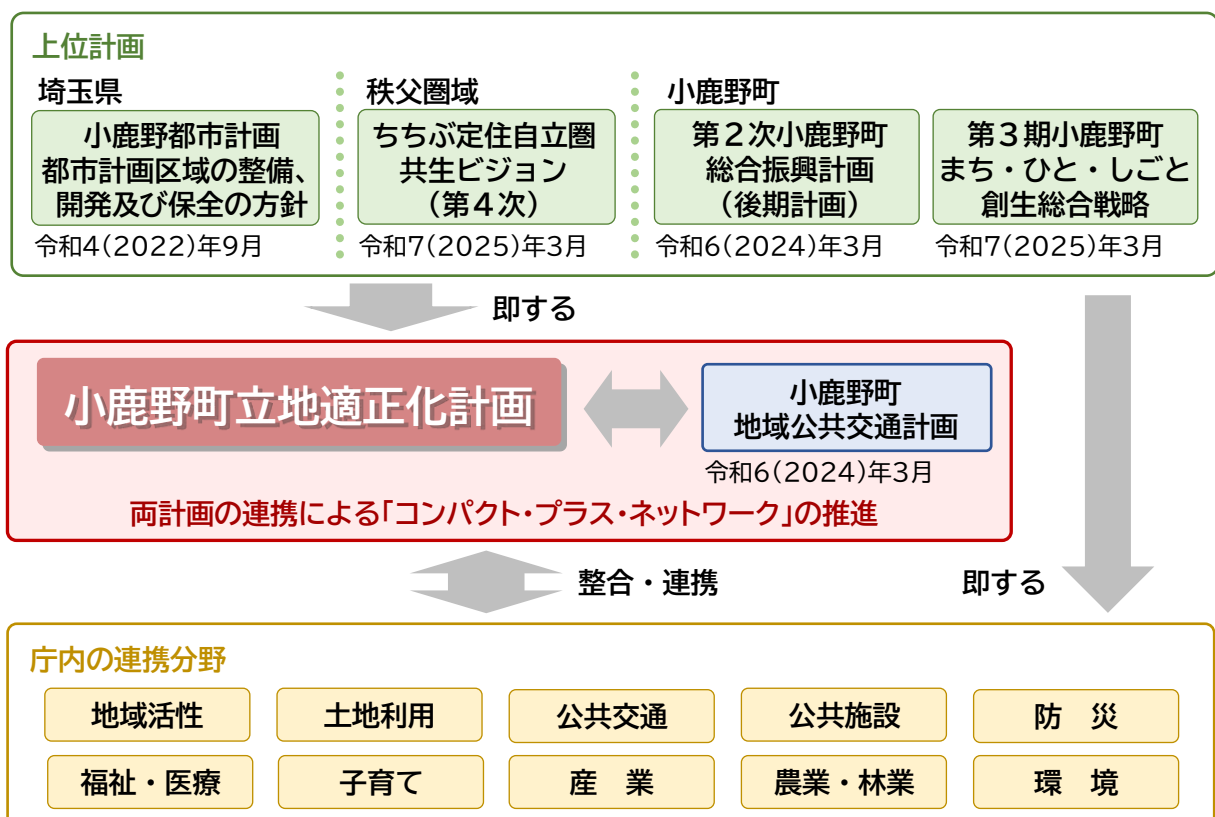 上位計画
埼玉県
小鹿野都市計画
都市計画区域の整備、
開発及び保全の方針
令和4(2022)年9月
秩父圏域
ちちぶ定住自立圏
共生ビジョン
(第4次)
令和7(2025)年3月
小鹿野町
第2次小鹿野町
総合振興計画
(後期計画)
令和6(2024)年3月
第3期小鹿野町
まち・ひと・しごと
創生総合戦略
令和7(2025)年3月
即する
小鹿野町立地適正化計画
小鹿野町
地域公共交通計画
令和6(2024)年3月
両計画の連携による「コンパクト・プラス・ネットワーク」の推進
整合・連携
即する
庁内の連携分野
地域活性
土地利用
公共交通
公共施設
防 災
福祉・医療
子育て
産 業
農業・林業
環 境